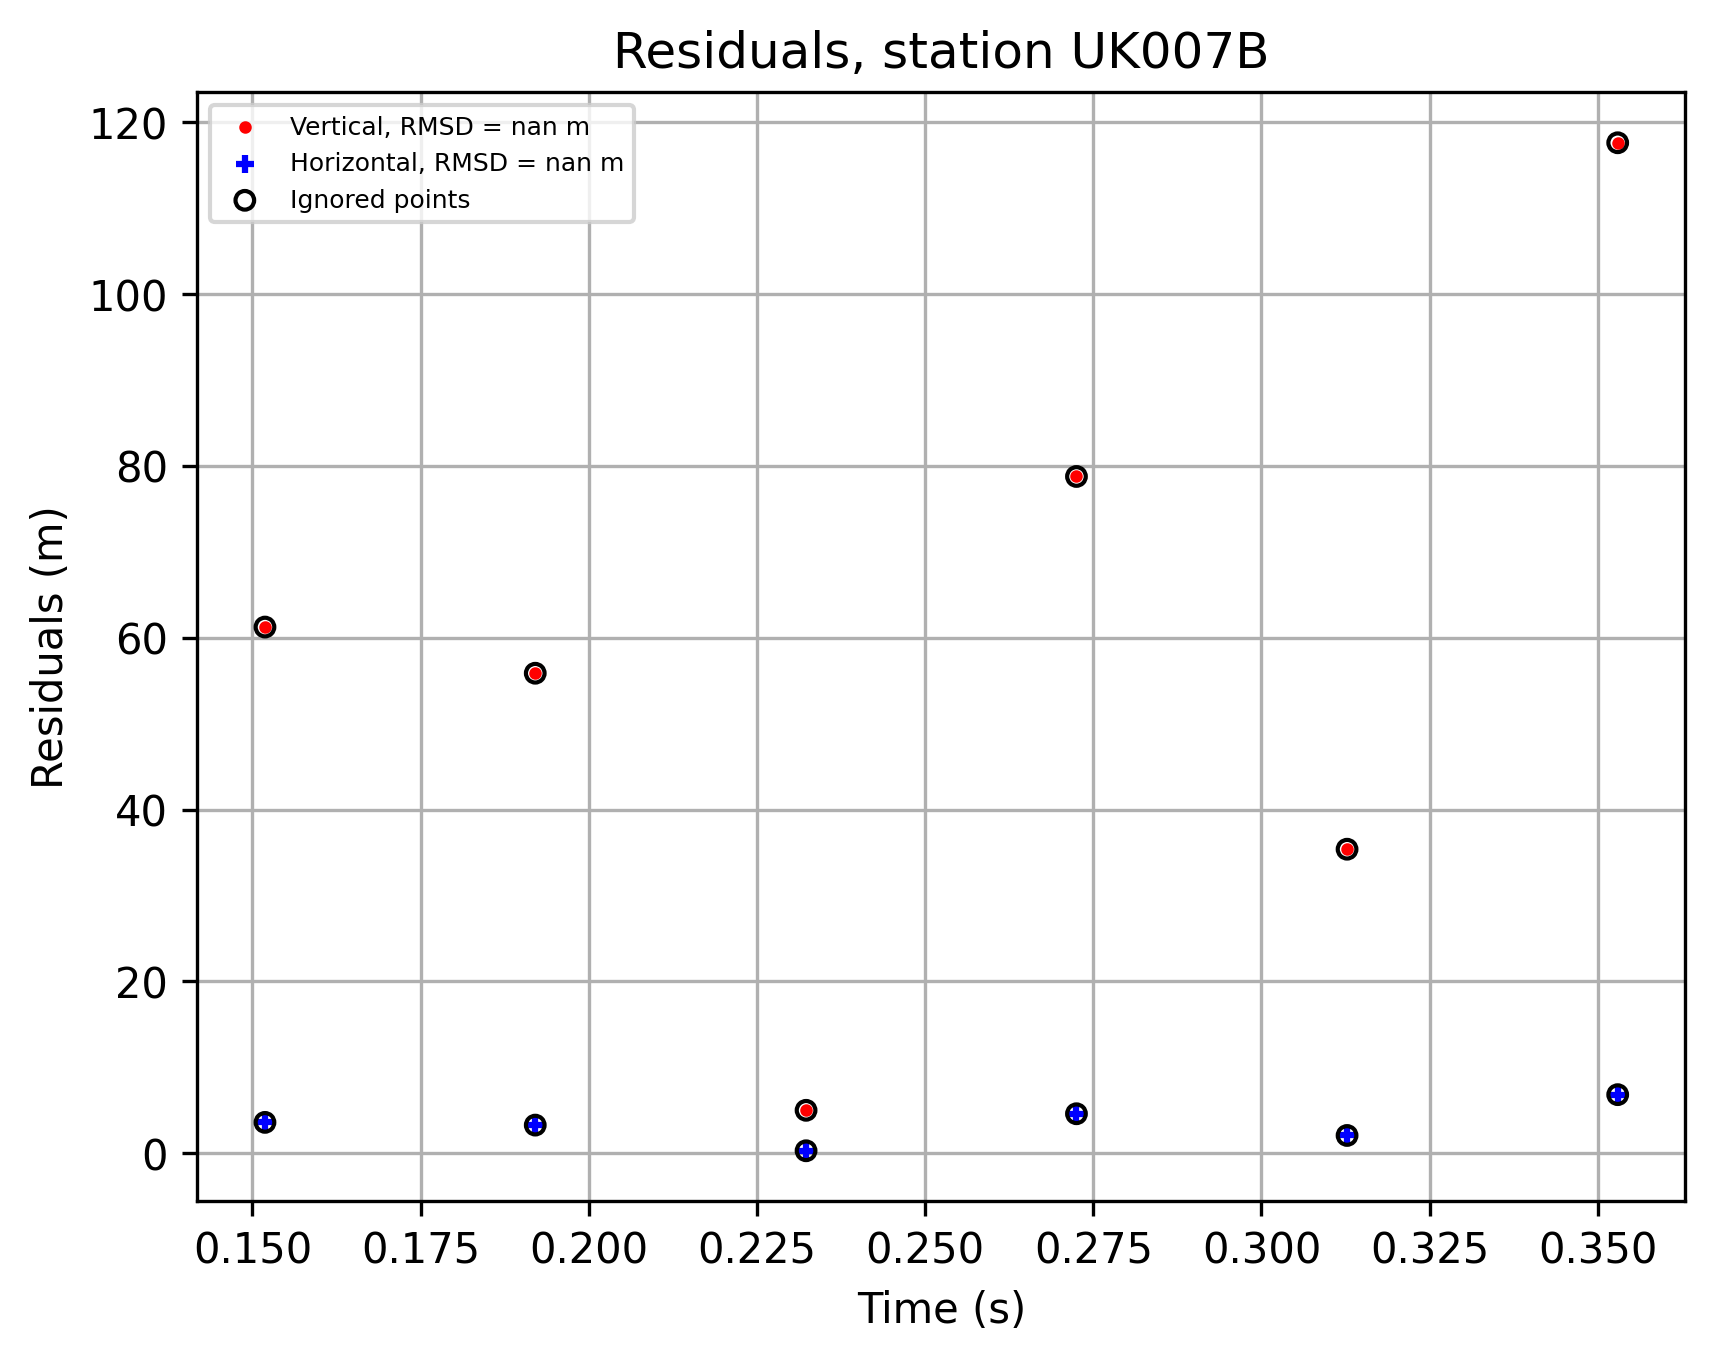 Residuals, station UK007B
Vertical, RMSD = nan m
Horizontal, RMSD = nan m
Ignored points
120
100
80
60
40
20
0
Residuals (m)
0.150 0.175 0.200 0.225 0.250 0.275 0.300 0.325 0.350
Time (s)